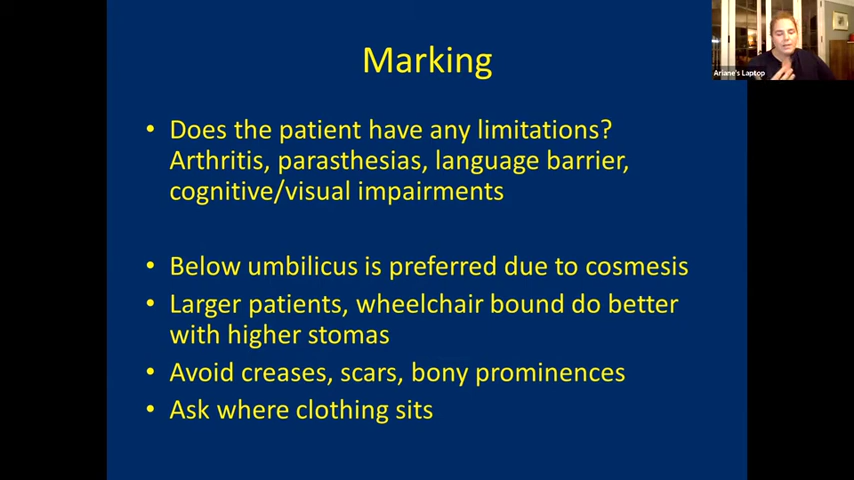 Marking
• Does the patient have any limitations?
Arthritis, parasthesias, language barrier,
cognitive/visual impairments
• Below umbilicus is preferred due to cosmesis
• Larger patients, wheelchair bound do better
with higher stomas
• Avoid creases, scars, bony prominences
• Ask where clothing sits
Ariane's Laptop